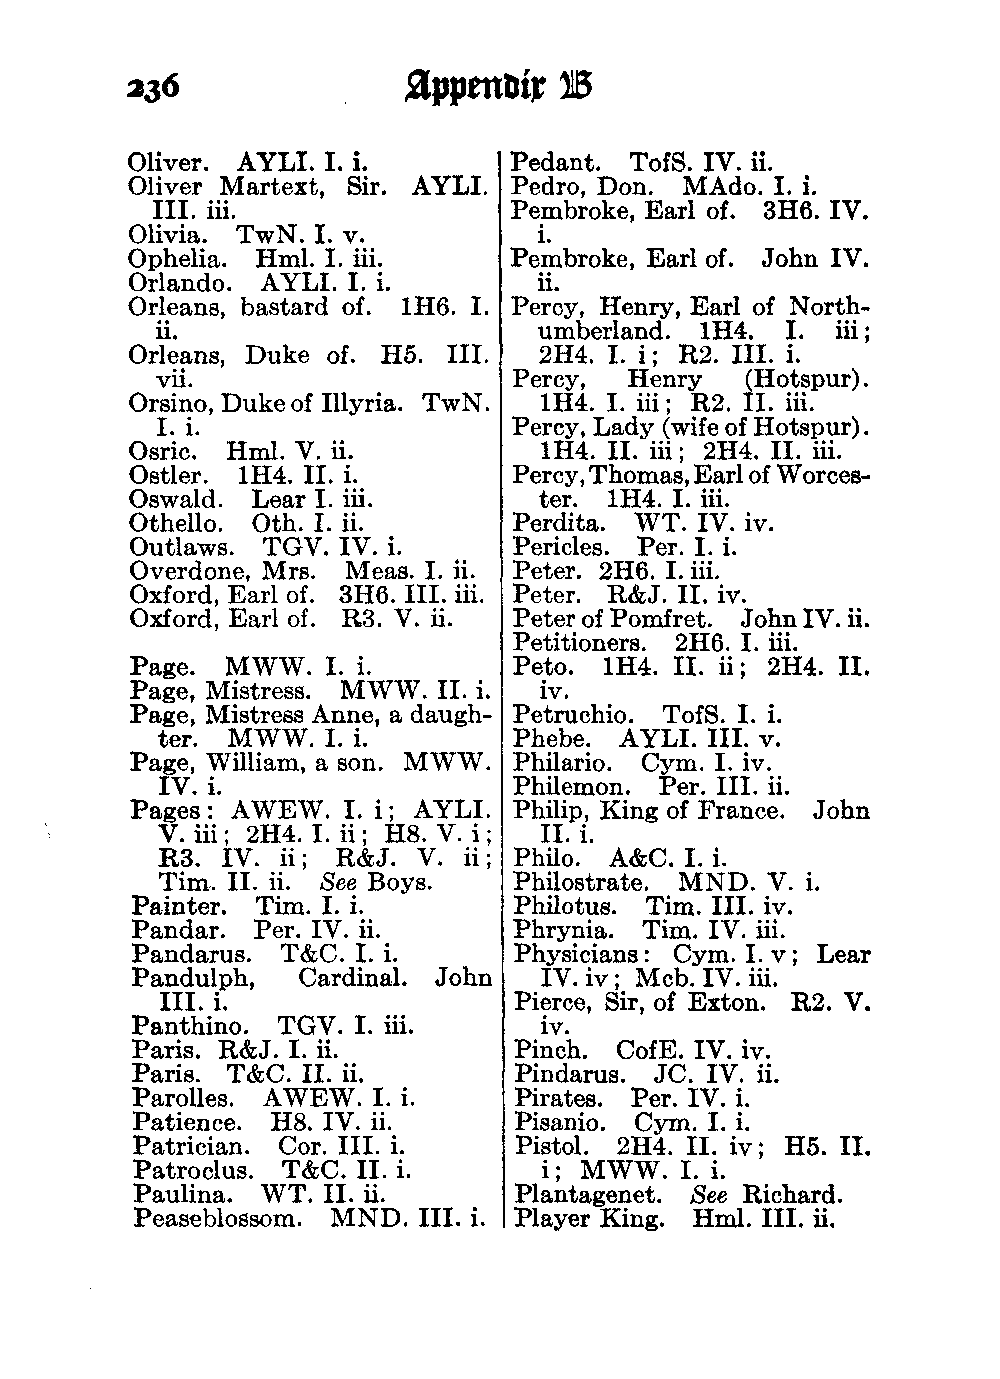 236 Appendix B
Oliver. AYLI. I. i.
Oliver Martext, Sir. AYLI.
III. iii.
Olivia. TwN. I. v.
Ophelia. Hml. I. iii.
Orlando. AYLI. I. i.
Orleans, bastard of. 1H6. I.
ii.
Orleans, Duke of. H5. III.
vii.
Orsino, Duke of Illyria. TwN.
I. i.
Osric. Hml. V. ii.
Ostler. 1H4. II. i.
Oswald. Lear I. iii.
Othello. Oth. I. ii.
Outlaws. TGV. IV. i.
Overdone, Mrs. Meas. I. ii.
Oxford, Earl of. 3H6. III. iii.
Oxford, Earl of. R3. V. ii.
Page. MWW. I. i.
Page, Mistress. MWW. II. i.
Page, Mistress Anne, a daugh-
ter. MWW. I. i.
Page, William, a son. MWW.
IV. i.
Pages: AWEW. I. i; AYLI.
V. iii; 2H4. I. ii; H8. V. i;
R3. IV. ii; R&J. V. ii;
Tim. II. ii. See Boys.
Painter. Tim. I. i.
Pandar. Per. IV. ii.
Pandarus. T&C. I. i.
Pandulph, Cardinal. John
III. i.
Panthino. TGV. I. iii.
Paris. R&J. I. ii.
Paris. T&C. II. ii.
Parolles. AWEW. I. i.
Patience. H8. IV. ii.
Patrician. Cor. III. i.
Patroclus. T&C. II. i.
Paulina. WT. II. ii.
Peaseblossom. MND. III. i.
Pedant. TofS. IV. ii.
Pedro, Don. MAdo. I. i.
Pembroke, Earl of. 3H6. IV.
i.
Pembroke, Earl of. John IV.
ii.
Percy, Henry, Earl of North-
umberland. 1H4. I. iii;
2H4. I. i; R2. III. i.
Percy, Henry (Hotspur).
1H4. I. iii; R2. II. iii.
Percy, Lady (wife of Hotspur).
1H4. II. iii; 2H4. II. iii.
Percy, Thomas, Earl of Worces-
ter. 1H4. I. iii.
Perdita. WT. IV. iv.
Pericles. Per. I. i.
Peter. 2H6. I. iii.
Peter. R&J. II. iv.
Peter of Pomfret. John IV. ii.
Petitioners. 2H6. I. iii.
Peto. 1H4. II. ii; 2H4. II.
iv.
Petruchio. TofS. I. i.
Phebe. AYLI. III. v.
Philario. Cym. I. iv.
Philemon. Per. III. ii.
Philip, King of France. John
II. i.
Philo. A&C. I. i.
Philostrate. MND. V. i.
Philotus. Tim. III. iv.
Phrynia. Tim. IV. iii.
Physicians: Cym. I. v; Lear
IV. iv; Mcb. IV. iii.
Pierce, Sir, of Exton. R2. V.
iv.
Pinch. CofE. IV. iv.
Pindarus. JC. IV. ii.
Pirates. Per. IV. i.
Pisanio. Cym. I. i.
Pistol. 2H4. II. iv; H5. II.
i; MWW. I. i.
Plantagenet. See Richard.
Player King. Hml. III. ii.